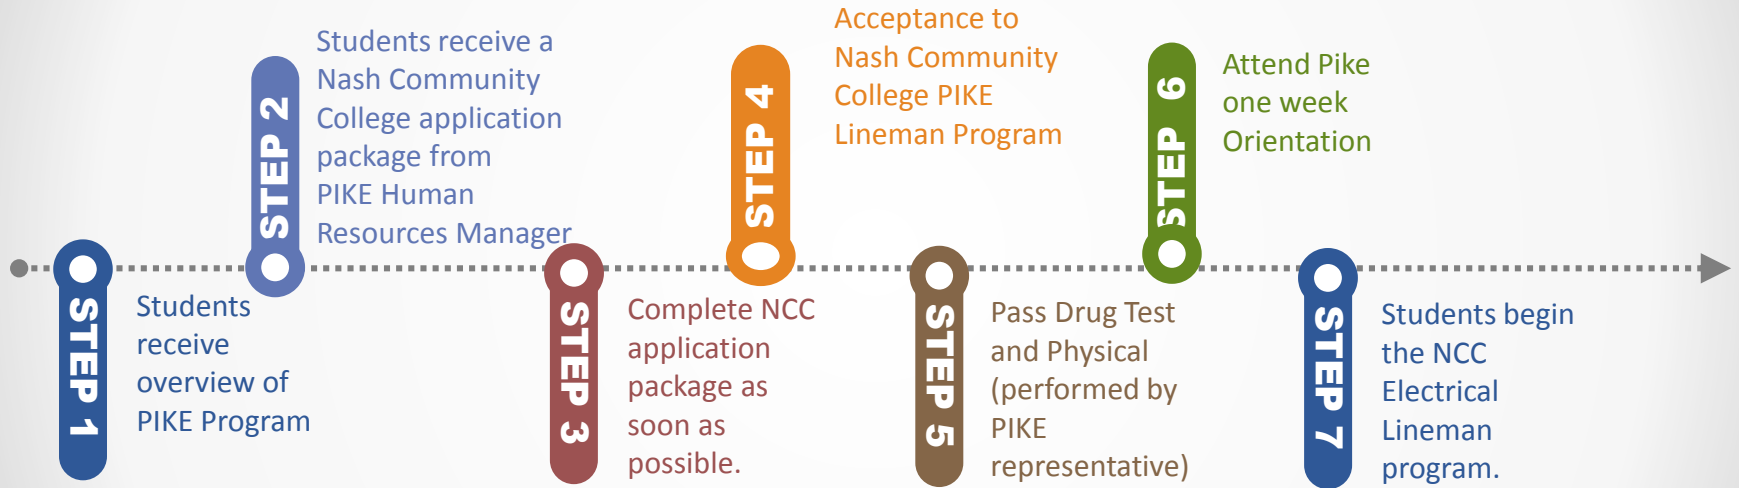 STEP 1
Students
receive
overview of
PIKE Program
STEP 2
Students receive a
Nash Community
College application
package from
PIKE Human
Resources Manager
STEP 3
Complete NCC
application
package as
soon as
possible.
STEP 4
Acceptance to
Nash Community
College PIKE
Lineman Program
STEP 5
Pass Drug Test
and Physical
(performed by
PIKE
representative)
STEP 6
Attend Pike
one week
Orientation
STEP 7
Students begin
the NCC
Electrical
Lineman
program.